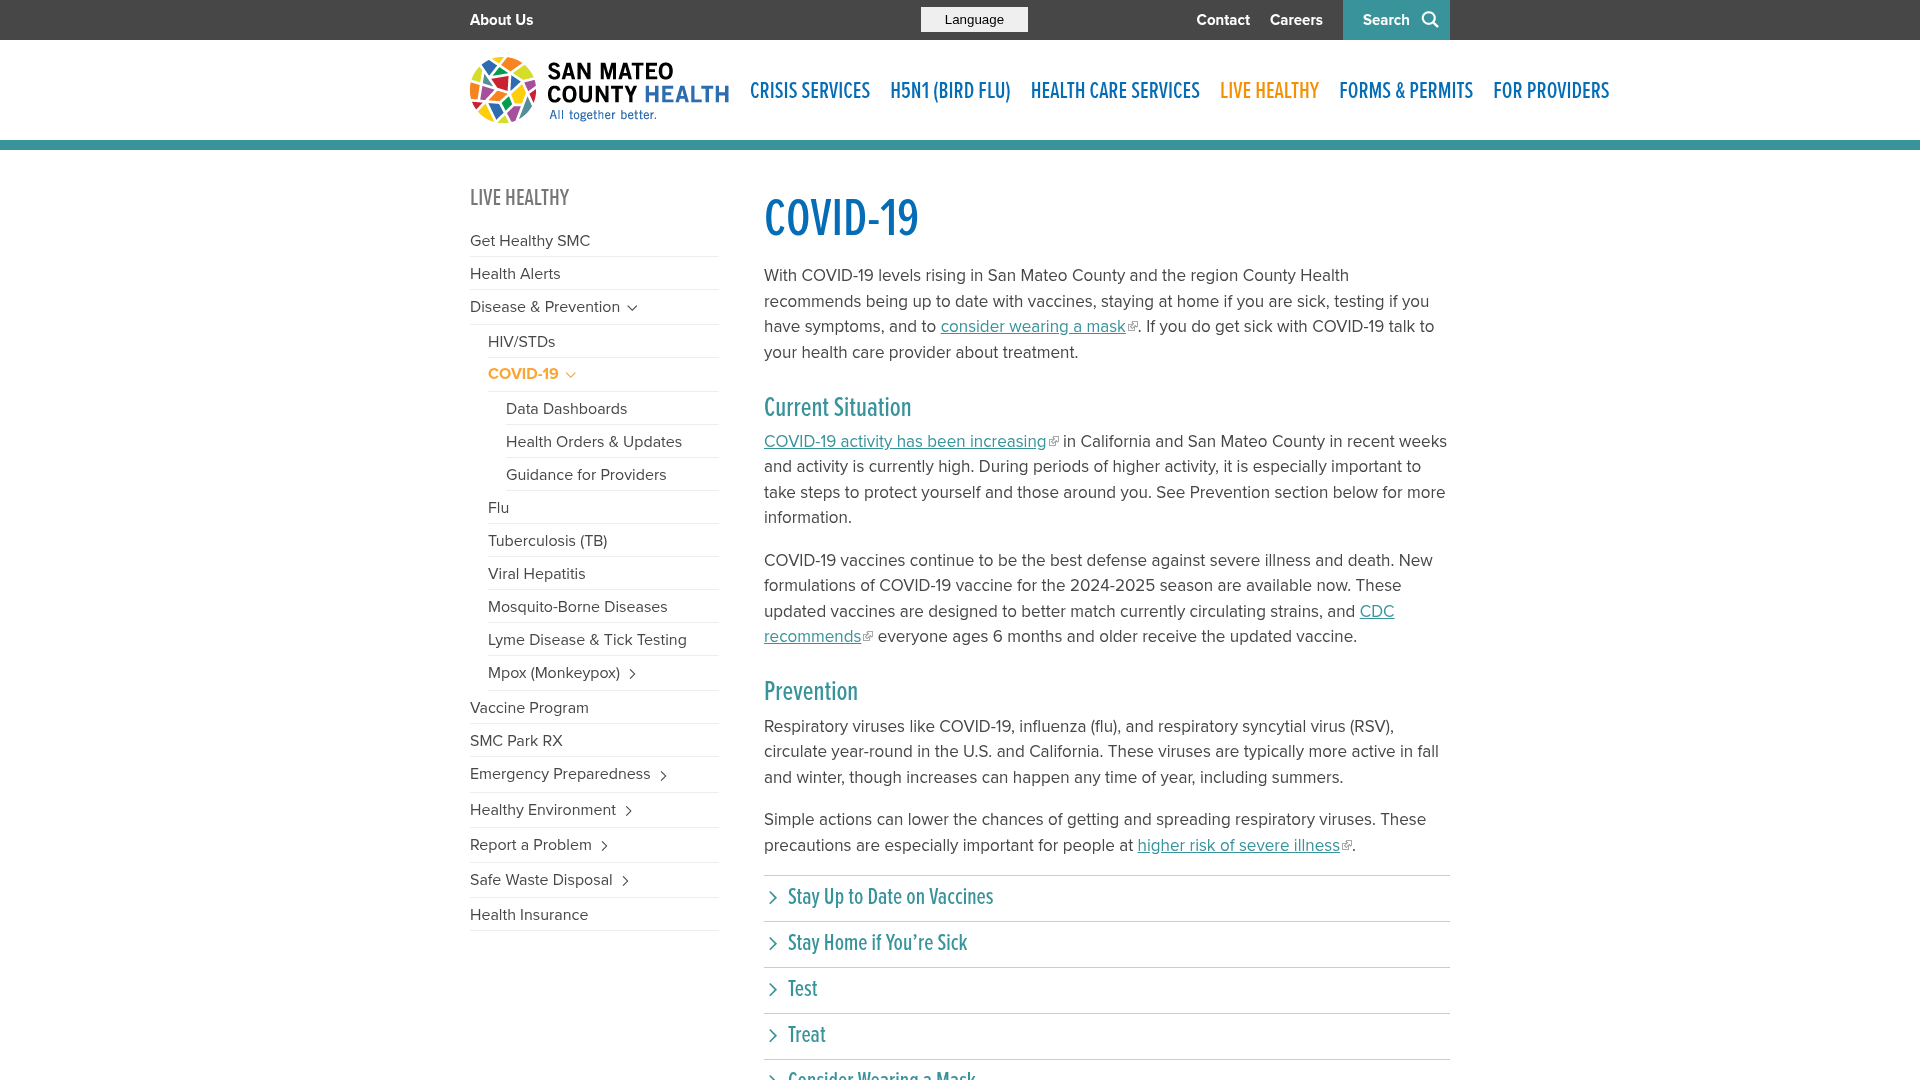 About Us
Language
Contact
Careers
Search
SAN MATEO
COUNTY HEALTH
All together better.
CRISIS SERVICES
H5N1 (BIRD FLU)
HEALTH CARE SERVICES
LIVE HEALTHY
FORMS & PERMITS
FOR PROVIDERS
LIVE HEALTHY
Get Healthy SMC
Health Alerts
Disease & Prevention
HIV/STDs
COVID-19
Data Dashboards
Health Orders & Updates
Guidance for Providers
Flu
Tuberculosis (TB)
Viral Hepatitis
Mosquito-Borne Diseases
Lyme Disease & Tick Testing
Mpox (Monkeypox)
Vaccine Program
SMC Park RX
Emergency Preparedness
Healthy Environment
Report a Problem
Safe Waste Disposal
Health Insurance
COVID-19
With COVID-19 levels rising in San Mateo County and the region County Health
recommends being up to date with vaccines, staying at home if you are sick, testing if you
have symptoms, and to consider wearing a mask. If you do get sick with COVID-19 talk to
your health care provider about treatment.
Current Situation
COVID-19 activity has been increasing in California and San Mateo County in recent weeks
and activity is currently high. During periods of higher activity, it is especially important to
take steps to protect yourself and those around you. See Prevention section below for more
information.
COVID-19 vaccines continue to be the best defense against severe illness and death. New
formulations of COVID-19 vaccine for the 2024-2025 season are available now. These
updated vaccines are designed to better match currently circulating strains, and CDC
recommends everyone ages 6 months and older receive the updated vaccine.
Prevention
Respiratory viruses like COVID-19, influenza (flu), and respiratory syncytial virus (RSV),
circulate year-round in the U.S. and California. These viruses are typically more active in fall
and winter, though increases can happen any time of year, including summers.
Simple actions can lower the chances of getting and spreading respiratory viruses. These
precautions are especially important for people at higher risk of severe illness.
Stay Up to Date on Vaccines
Stay Home if You’re Sick
Test
Treat
Consider Wearing a Mask